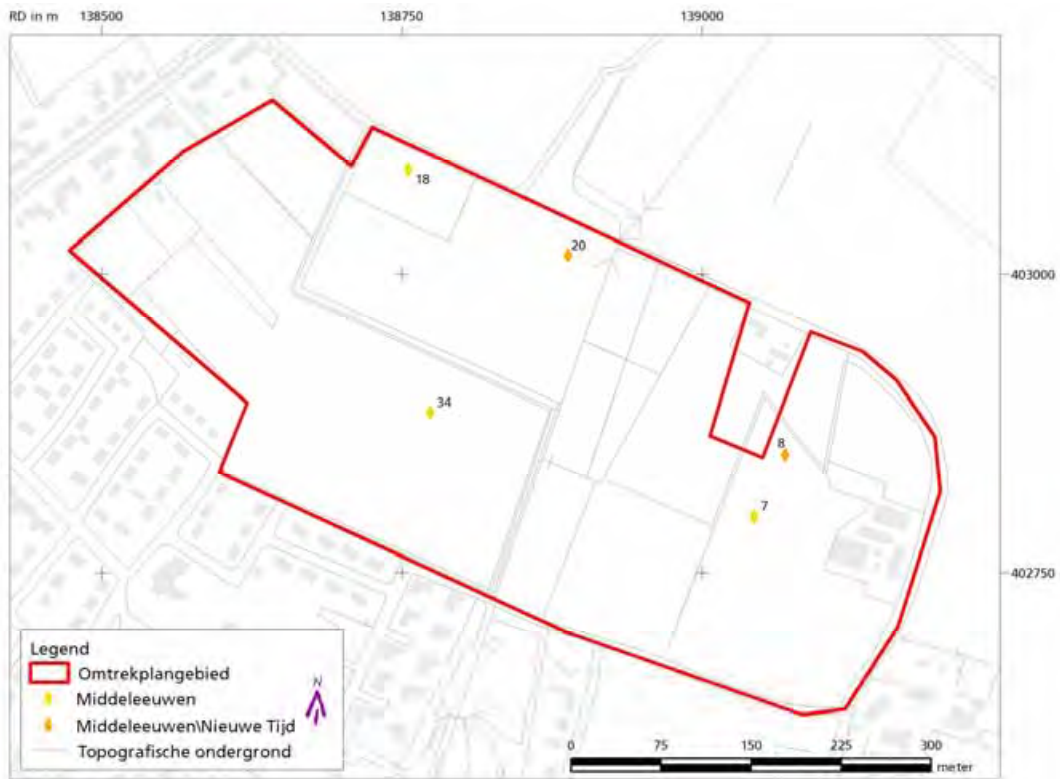 RD in m 138500 138750 139000
18
20
403000
34
8
7
402750
Legend
Omtrekplangebied
Middeleeuwen
Middeleeuwen\Nieuwe Tijd
Topografische ondergrond
N
0 75 150 225 300
meter